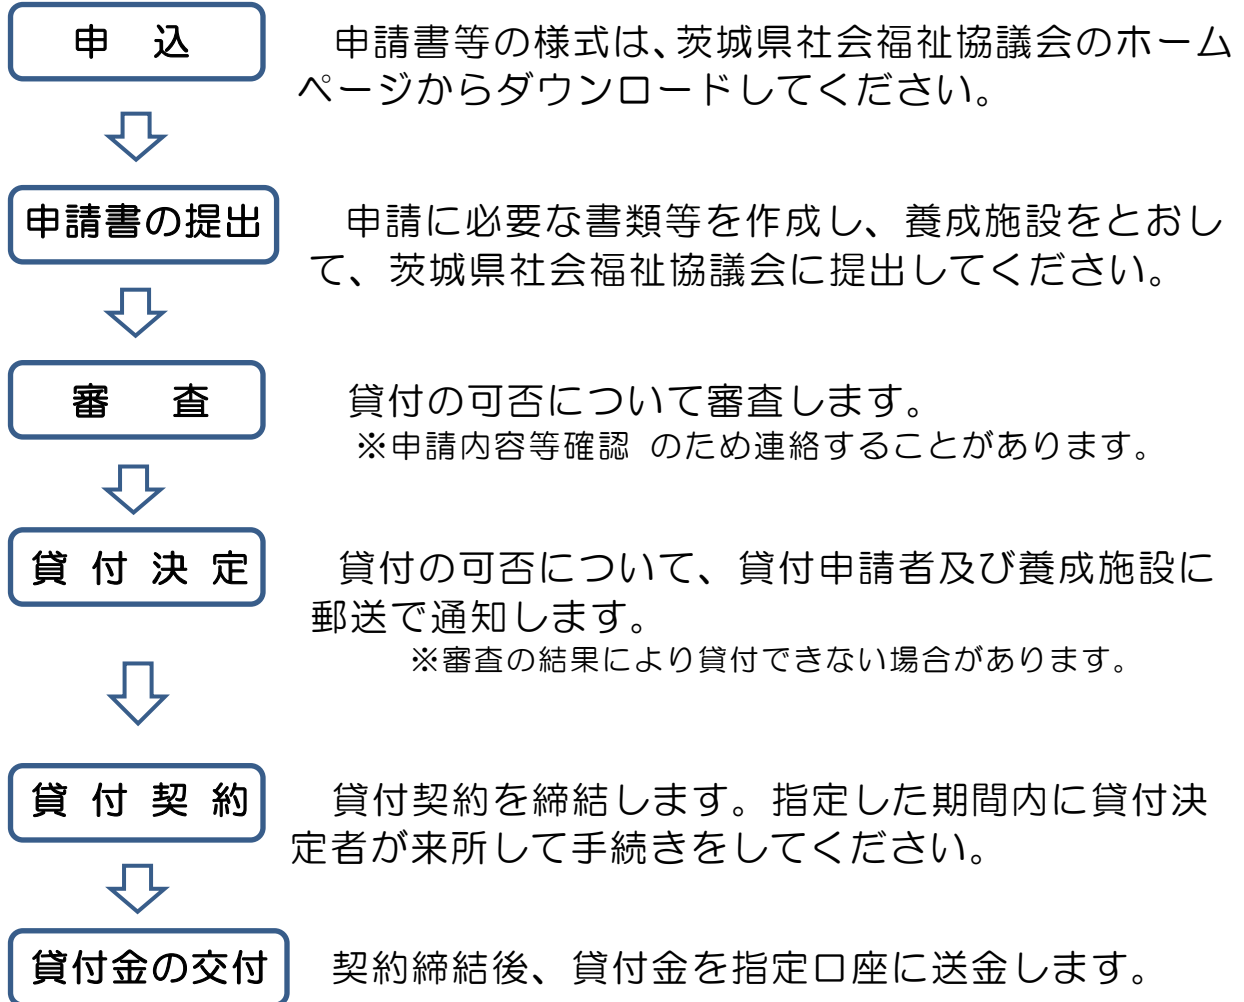 申 込
申請書等の様式は、茨城県社会福祉協議会のホーム
ページからダウンロードしてください。
申請書の提出
申請に必要な書類等を作成し、養成施設をとおし
て、茨城県社会福祉協議会に提出してください。
審 査
貸付の可否について審査します。
※申請内容等確認 のため連絡することがあります。
貸 付 決 定
貸付の可否について、貸付申請者及び養成施設に
郵送で通知します。
※審査の結果により貸付できない場合があります。
貸 付 契 約
貸付契約を締結します。指定した期間内に貸付決
定者が来所して手続きをしてください。
貸付金の交付
契約締結後、貸付金を指定口座に送金します。